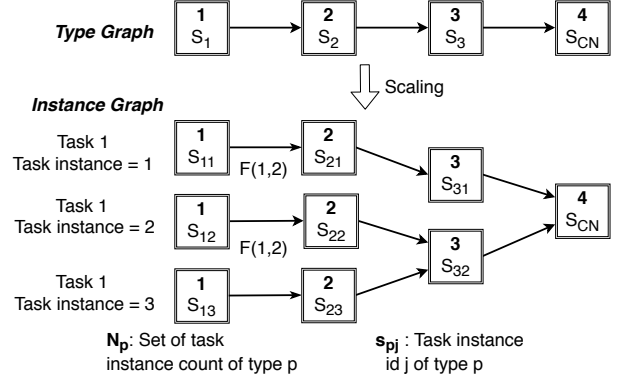 Type Graph
1 2 3 4
S1 S2 S3 SCN
Scaling
Instance Graph
Task 1
Task instance = 1
1
S11
F(1,2)
2
S21
3
S31
Task 1
Task instance = 2
1
S12
F(1,2)
2
S22
3
S32
4
SCN
Task 1
Task instance = 3
1
S13
2
S23
Np: Set of task
instance count of type p
spj : Task instance
id j of type p